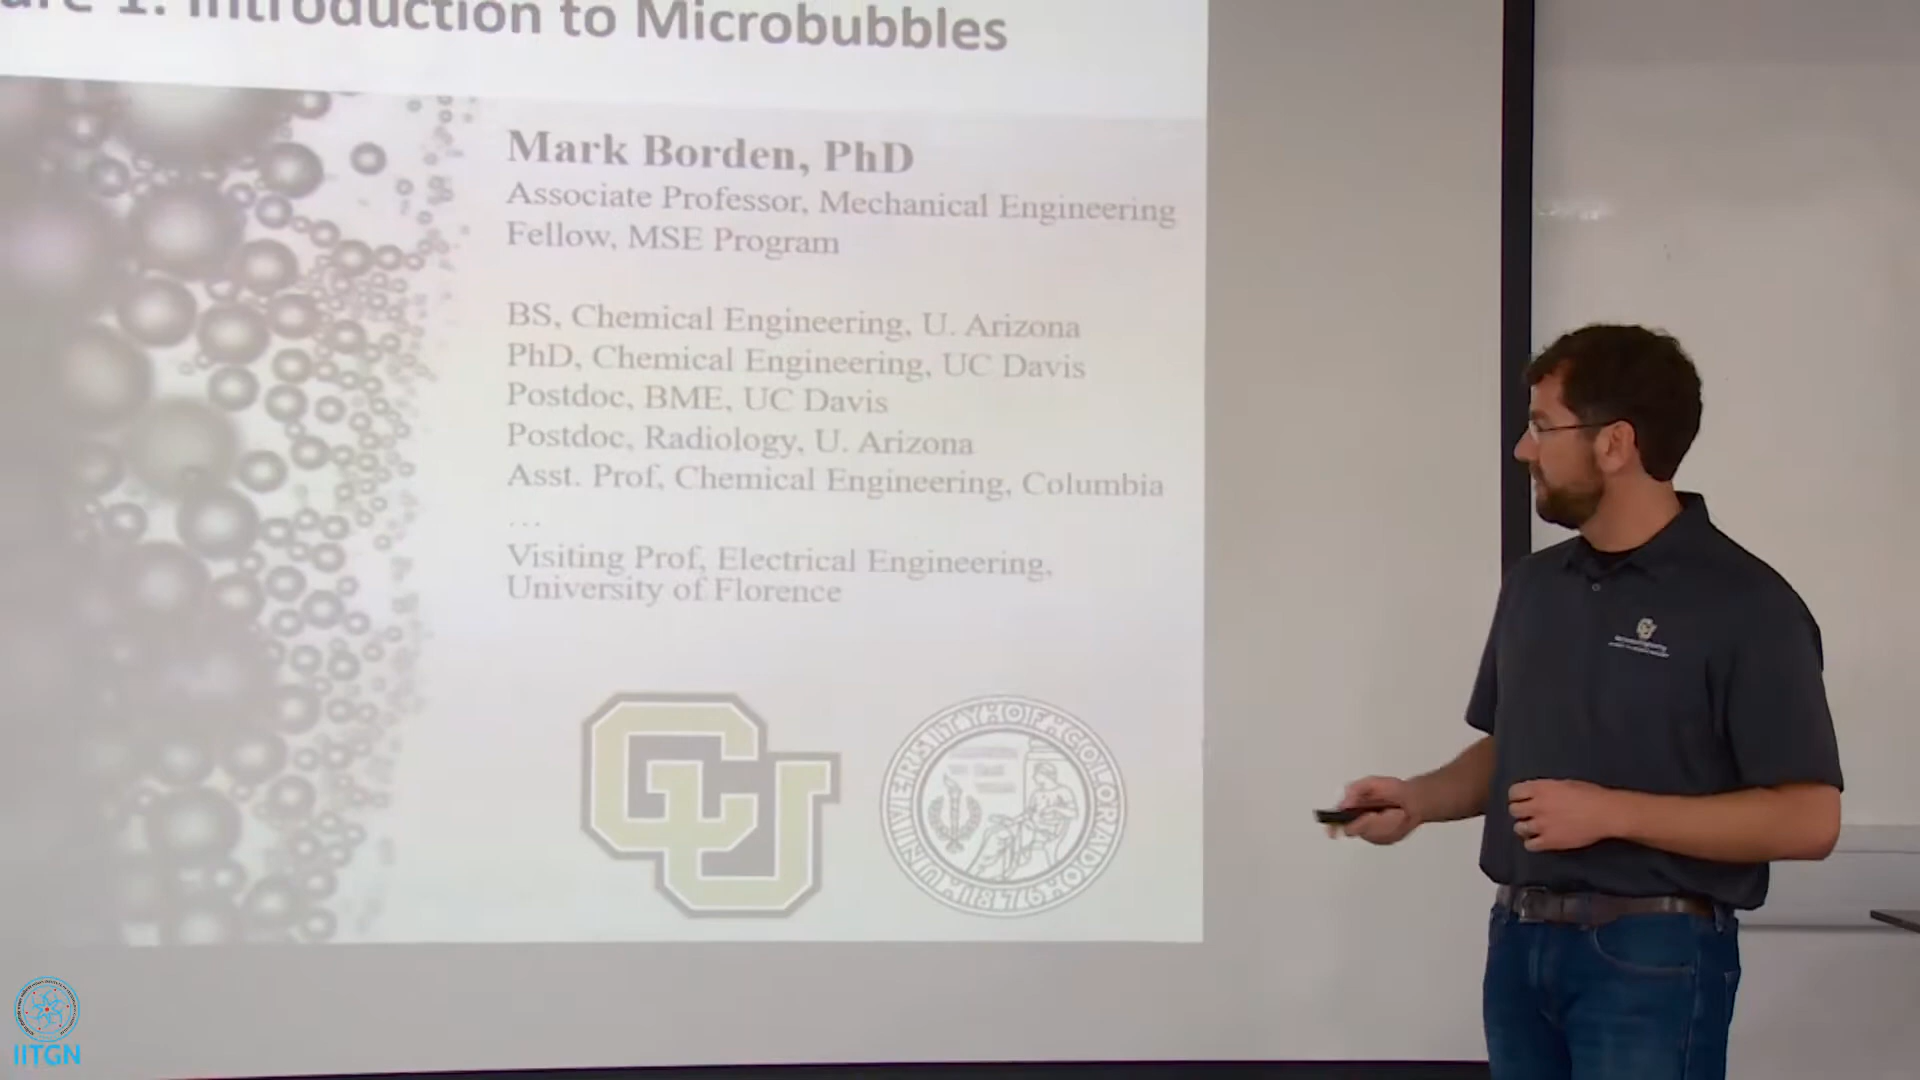 1: Introduction to Microbubbles
Mark Borden, PhD
Associate Professor, Mechanical Engineering
Fellow, MSE Program
BS, Chemical Engineering, U. Arizona
PhD, Chemical Engineering, UC Davis
Postdoc, BME, UC Davis
Postdoc, Radiology, U. Arizona
Asst. Prof, Chemical Engineering, Columbia
…
Visiting Prof, Electrical Engineering,
University of Florence
CU
UNIVERSITY·OF·COLORADO
1876
CU
IITGN